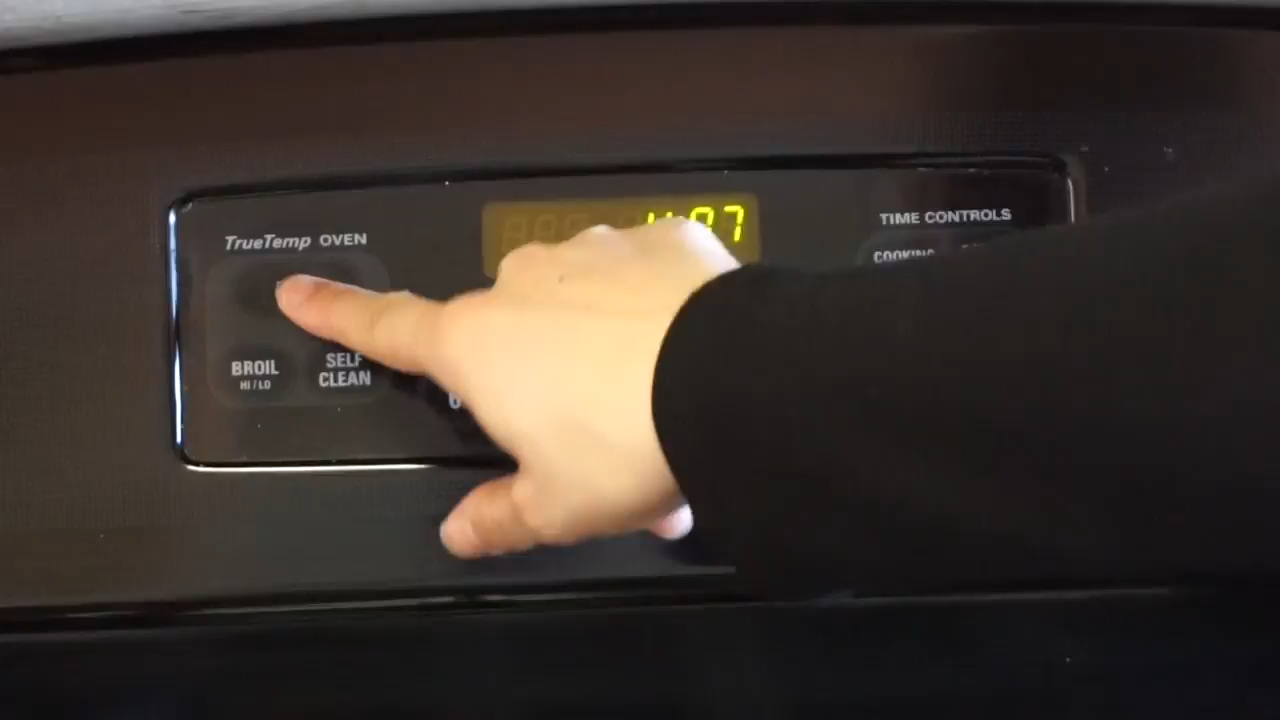 TrueTemp OVEN
TIME CONTROLS
COOKING
BROIL
HI / LO
SELF
CLEAN